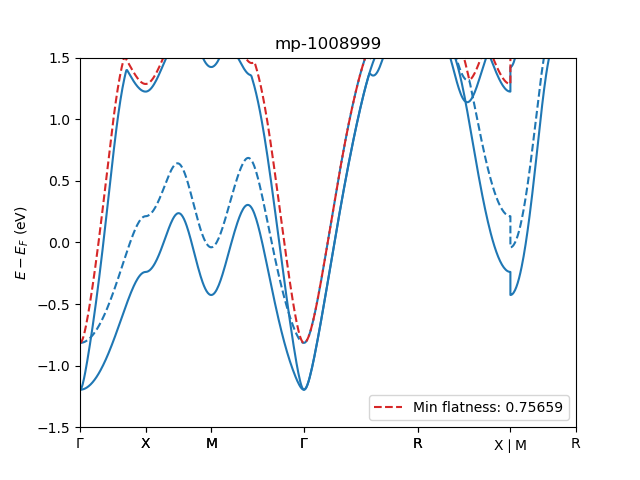 mp-1008999
E − E_F (eV)
1.5
1.0
0.5
0.0
−0.5
−1.0
−1.5
Min flatness: 0.75659
Γ X M Γ R X | M R